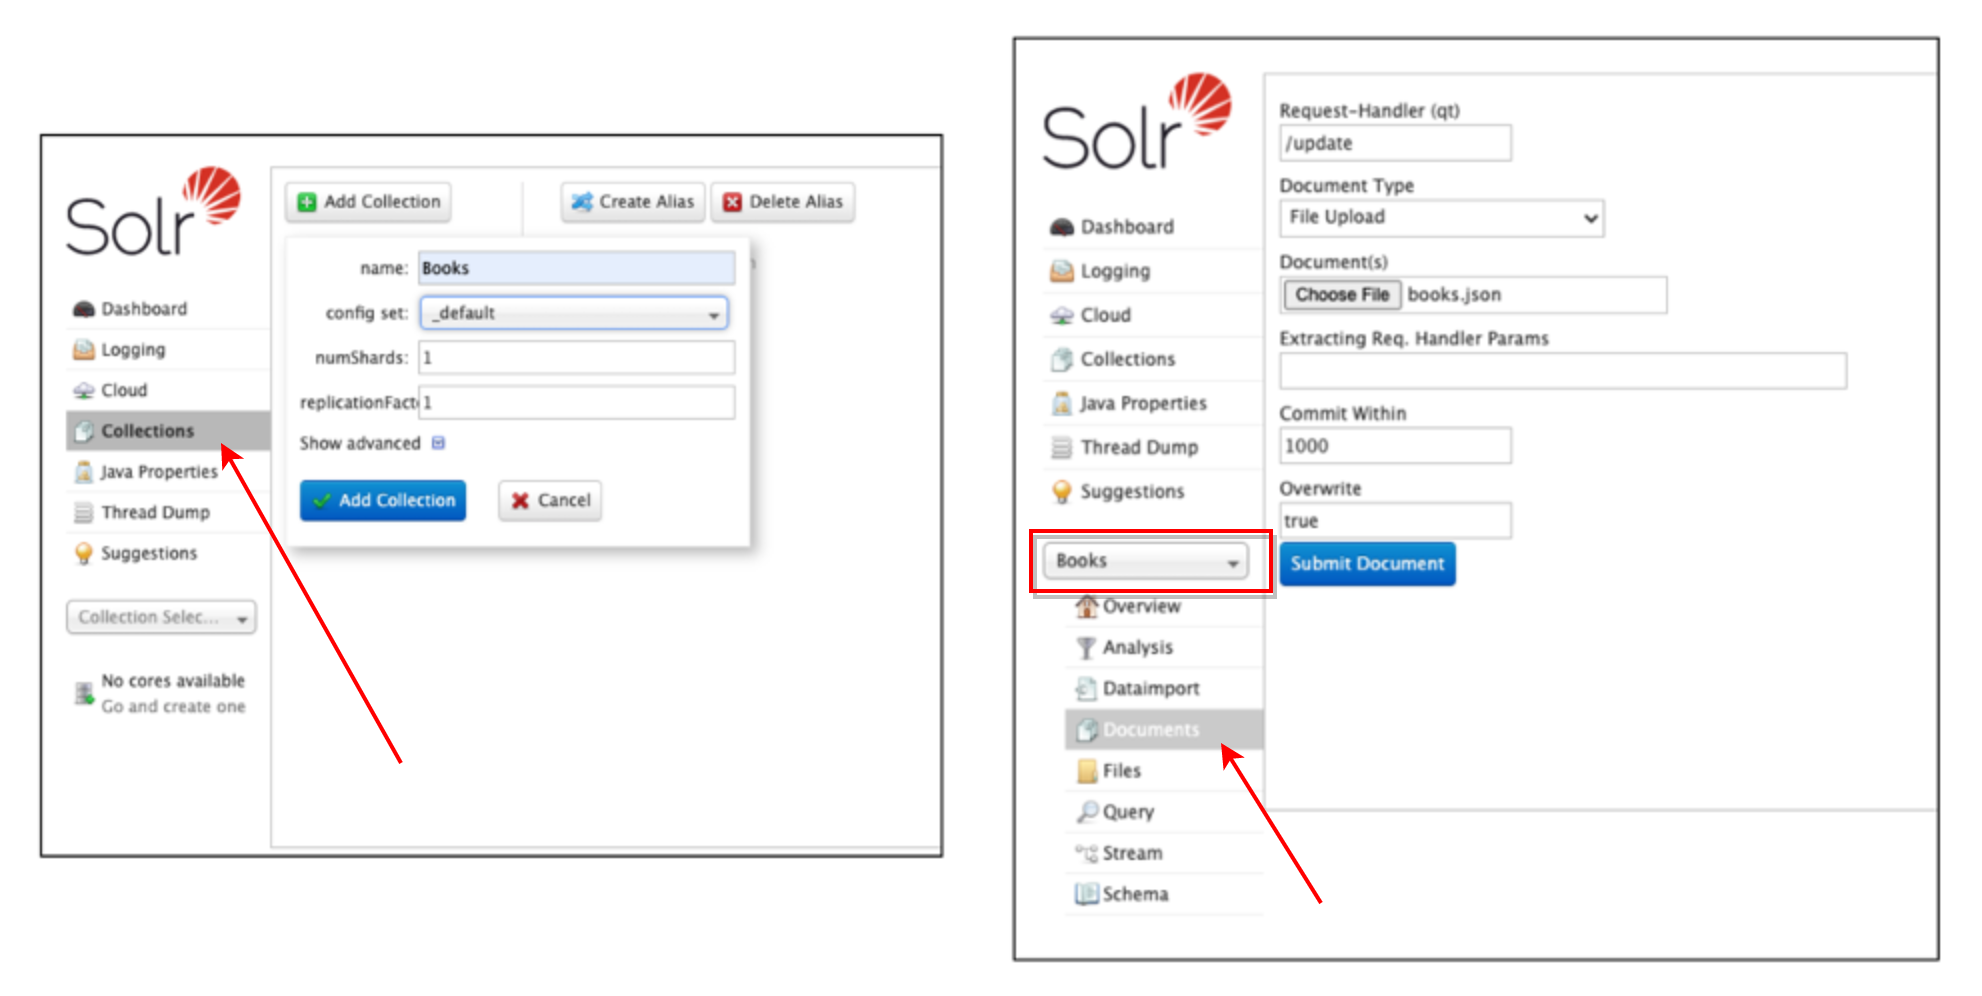 Solr
Dashboard
Logging
Cloud
Collections
Java Properties
Thread Dump
Suggestions
Collection Selec...
No cores available
Go and create one
Add Collection
Create Alias
Delete Alias
name: Books
config set: _default
numShards: 1
replicationFact 1
Show advanced
Add Collection
Cancel
Solr
Dashboard
Logging
Cloud
Collections
Java Properties
Thread Dump
Suggestions
Books
Overview
Analysis
Dataimport
Documents
Files
Query
Stream
Schema
Request-Handler (qt)
/update
Document Type
File Upload
Document(s)
Choose File books.json
Extracting Req. Handler Params
Commit Within
1000
Overwrite
true
Submit Document